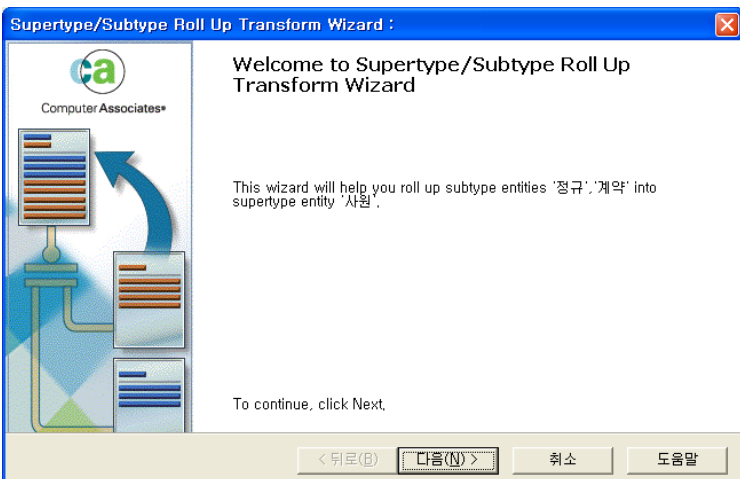 Supertype/Subtype Roll Up Transform Wizard :
ca
Computer Associates®
Welcome to Supertype/Subtype Roll Up
Transform Wizard
This wizard will help you roll up subtype entities '정규','계약' into
supertype entity '사원',
To continue, click Next,
< 뒤로(B)
다음(N) >
취소
도움말